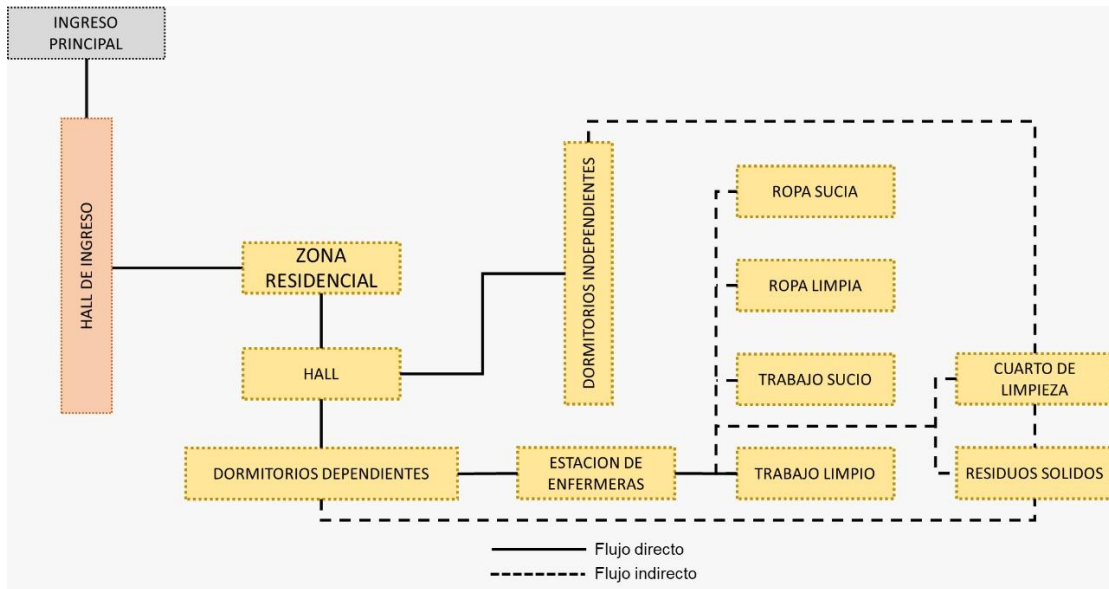 INGRESO
PRINCIPAL
HALL DE INGRESO
ZONA
RESIDENCIAL
HALL
DORMITORIOS DEPENDIENTES
ESTACION DE
ENFERMERAS
DORMITORIOS INDEPENDIENTES
ROPA SUCIA
ROPA LIMPIA
TRABAJO SUCIO
TRABAJO LIMPIO
CUARTO DE
LIMPIEZA
RESIDUOS SOLIDOS
Flujo directo
Flujo indirecto